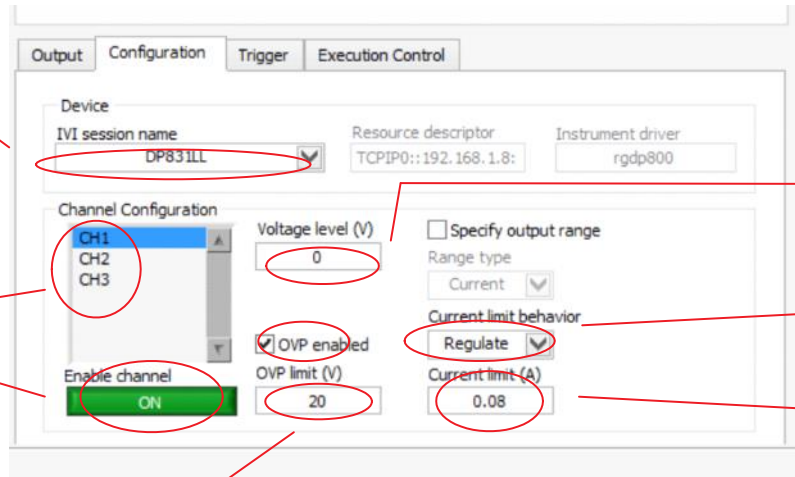 Output Configuration Trigger Execution Control
Device
IVI session name Resource descriptor Instrument driver
DP831LL TCPIP0::192.168.1.8: rgdp800
Channel Configuration
CH1
CH2
CH3
Voltage level (V) Specify output range
0 Range type
Current
Current limit behavior
OVP enabled Regulate
Enable channel OVP limit (V) Current limit (A)
ON 20 0.08